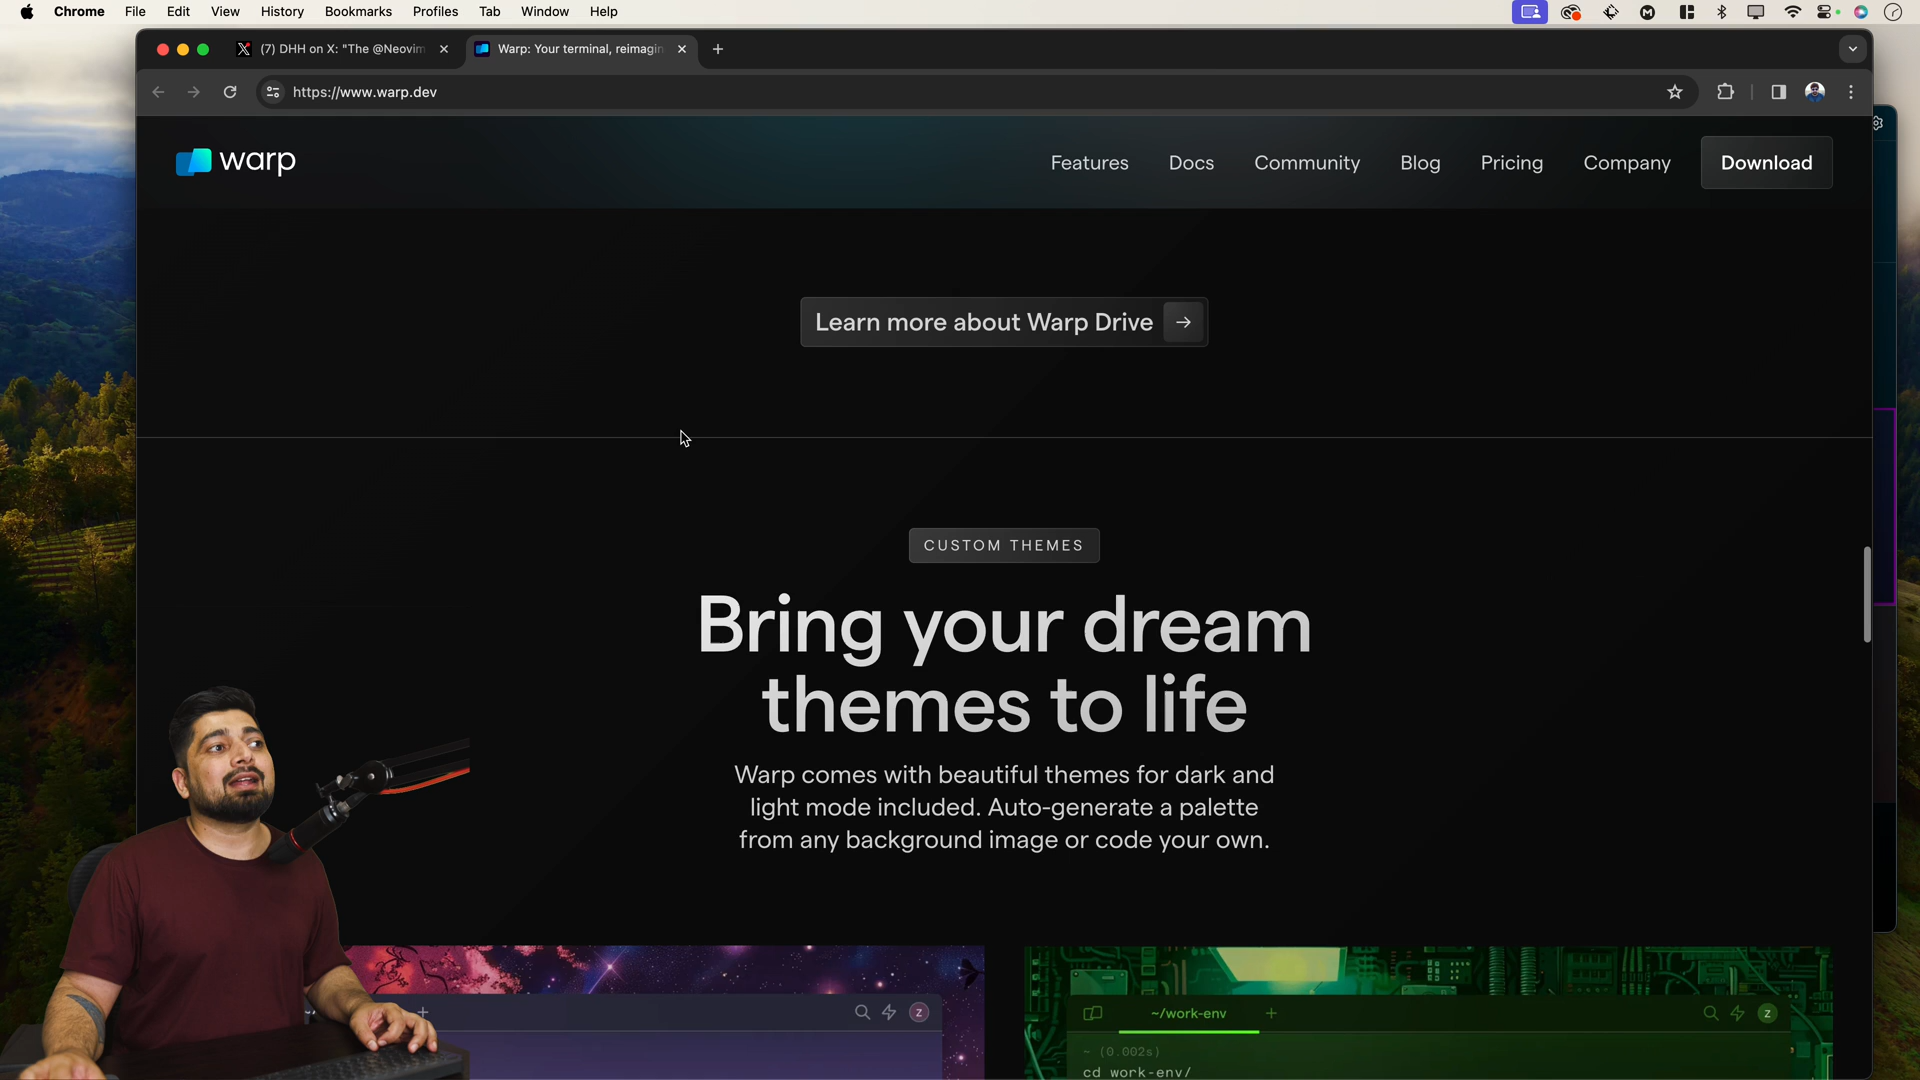 Chrome File Edit View History Bookmarks Profiles Tab Window Help
(7) DHH on X: "The @Neovim
Warp: Your terminal, reimagin
https://www.warp.dev
warp
Features Docs Community Blog Pricing Company Download
Learn more about Warp Drive
CUSTOM THEMES
Bring your dream
themes to life
Warp comes with beautiful themes for dark and
light mode included. Auto-generate a palette
from any background image or code your own.
Z
~/work-env
Z
~ (0.002s)
cd work-env/